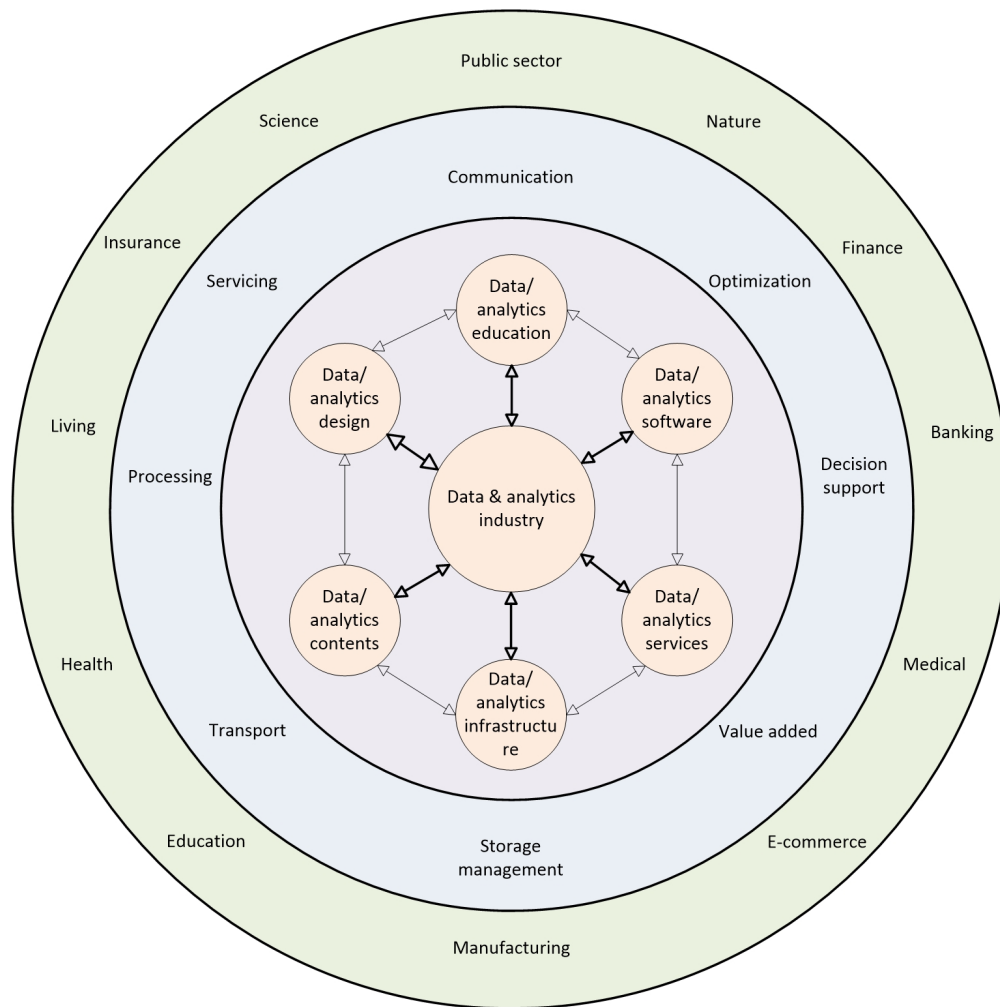 Public sector
Science
Nature
Communication
Insurance
Finance
Servicing
Optimization
Data/
analytics
education
Data/
analytics
design
Data/
analytics
software
Living
Banking
Processing
Decision
support
Data & analytics
industry
Data/
analytics
contents
Data/
analytics
services
Health
Medical
Data/
analytics
infrastructu
re
Transport
Value added
Education
E-commerce
Storage
management
Manufacturing